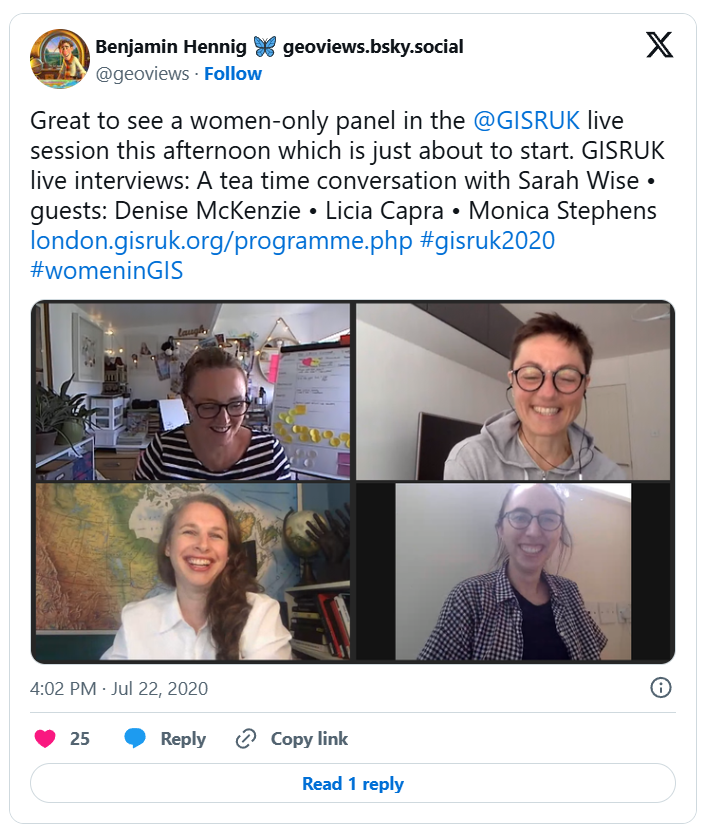 Benjamin Hennig 🦋 geoviews.bsky.social
@geoviews · Follow
Great to see a women-only panel in the @GISRUK live
session this afternoon which is just about to start. GISRUK
live interviews: A tea time conversation with Sarah Wise •
guests: Denise McKenzie • Licia Capra • Monica Stephens
london.gisruk.org/programme.php #gisruk2020
#womeninGIS
laugh
4:02 PM · Jul 22, 2020
25 Reply Copy link
Read 1 reply